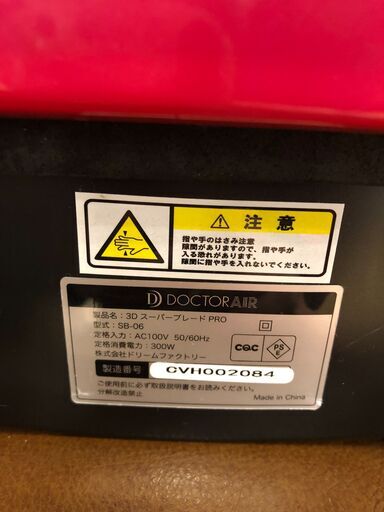 注意
指や手のはさみ注意
隙間がありますので、指や手が
入る恐れがあります。
隙間に指や手を入れないでください。
DOCTORAIR
製品名：3D スーパーブレード PRO
型式：SB-06
定格入力：AC100V 50/60Hz
定格消費電力：300W
株式会社ドリームファクトリー
CQC
PS
E
製造番号 CVH002084
ご使用前に必ず取扱説明書をお読みください。
分解改造禁止
Made in China